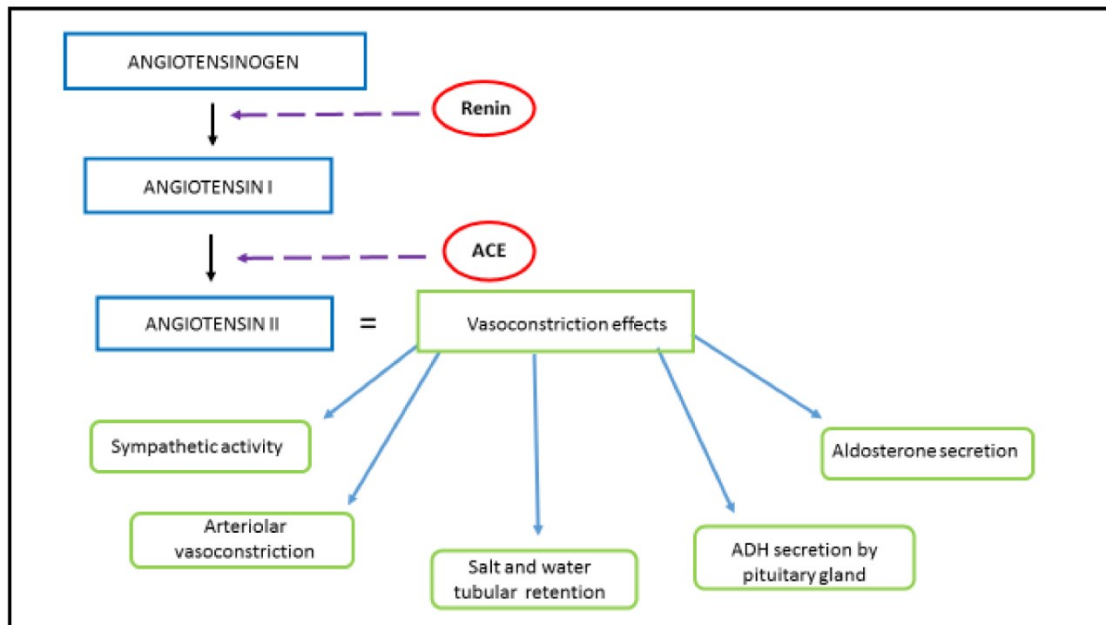 ANGIOTENSINOGEN
Renin
ANGIOTENSIN I
ACE
ANGIOTENSIN II
=
Vasoconstriction effects
Sympathetic activity
Aldosterone secretion
Arteriolar
vasoconstriction
Salt and water
tubular retention
ADH secretion by
pituitary gland